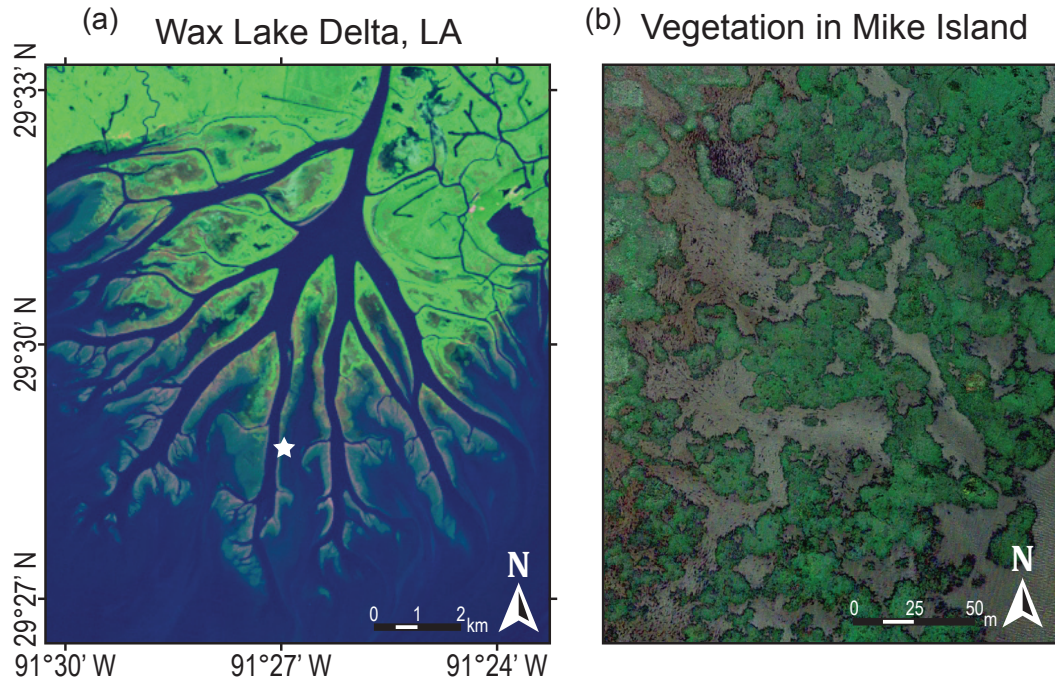 (a) Wax Lake Delta, LA
29°33’ N
29°30’ N
29°27’ N
91°30’ W
91°27’ W
91°24’ W
N
0 1 2
km
(b) Vegetation in Mike Island
N
0 25 50
m